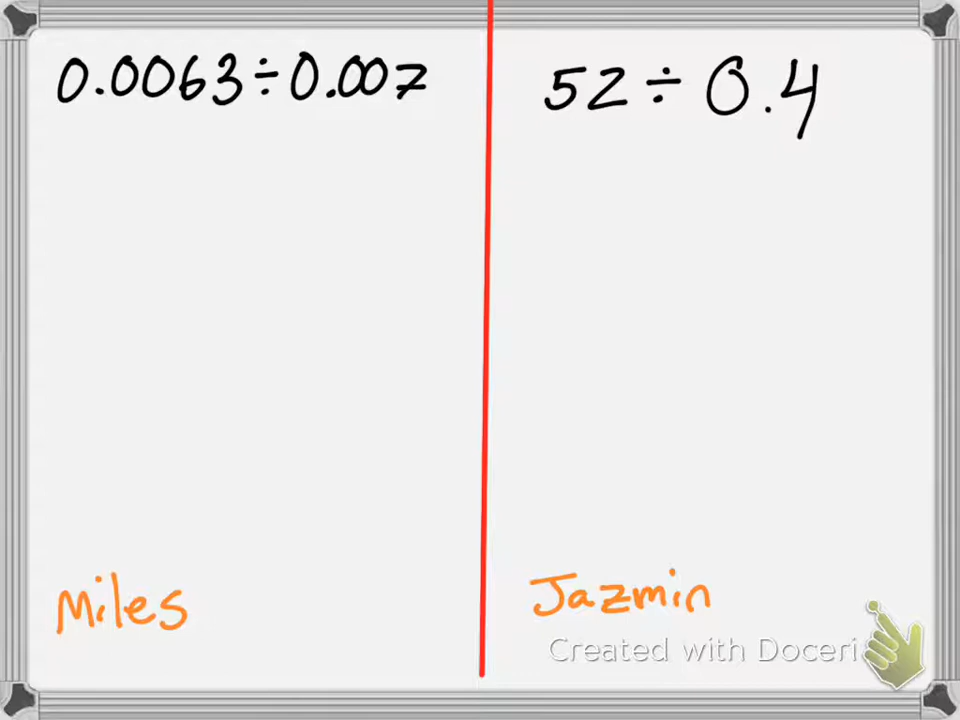 0.0063÷0.007
52 ÷ 0.4
Miles
Jazmin
Created with Doceri